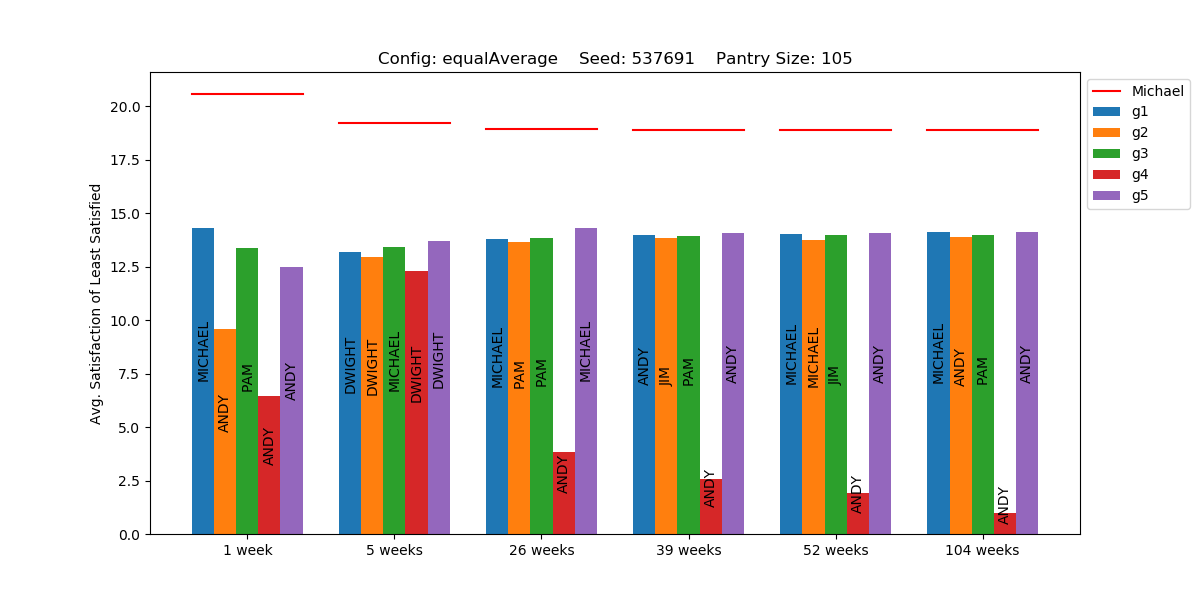 Config: equalAverage    Seed: 537691    Pantry Size: 105
Avg. Satisfaction of Least Satisfied
20.0
17.5
15.0
12.5
10.0
7.5
5.0
2.5
0.0
MICHAEL
ANDY
PAM
ANDY
ANDY
DWIGHT
DWIGHT
MICHAEL
DWIGHT
DWIGHT
MICHAEL
PAM
PAM
ANDY
MICHAEL
ANDY
JIM
PAM
ANDY
ANDY
MICHAEL
MICHAEL
JIM
ANDY
ANDY
MICHAEL
ANDY
PAM
ANDY
ANDY
1 week
5 weeks
26 weeks
39 weeks
52 weeks
104 weeks
Michael
g1
g2
g3
g4
g5